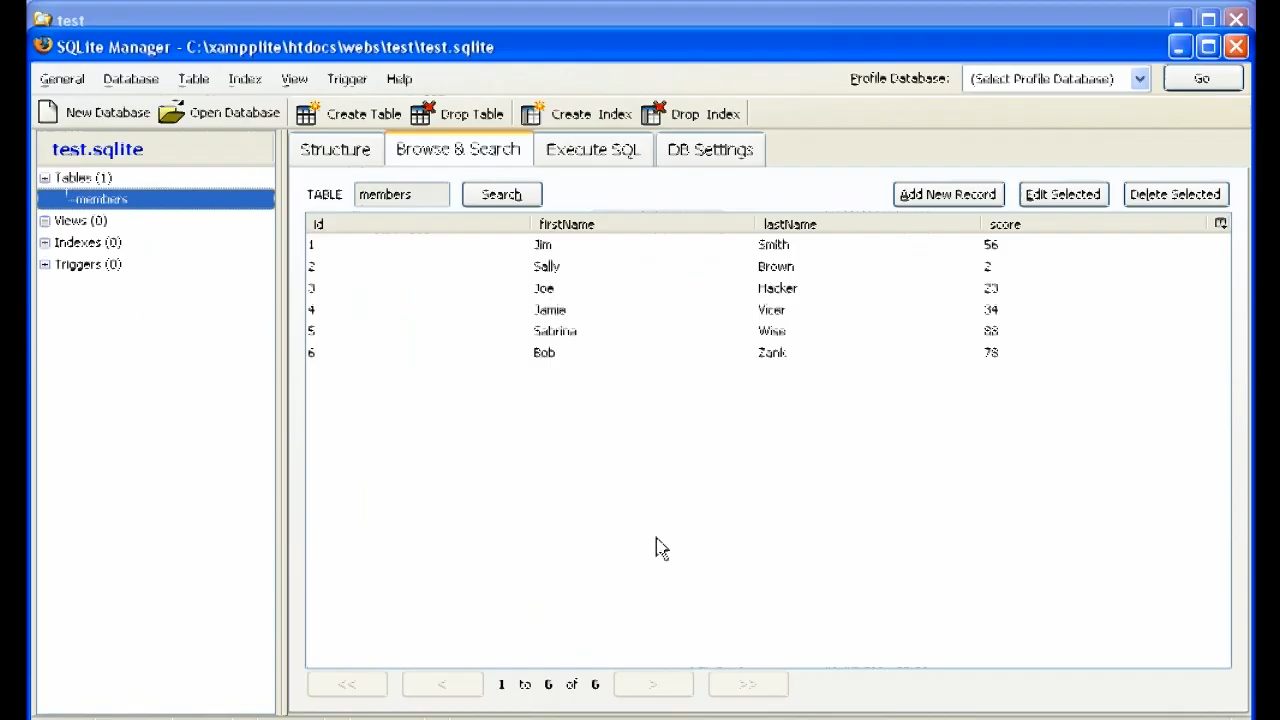 test
SQLite Manager - C:\xampplite\htdocs\webs\test\test.sqlite
General Database Table Index View Trigger Help Profile Database: (Select Profile Database) Go
New Database Open Database Create Table Drop Table Create Index Drop Index
test.sqlite Structure Browse & Search Execute SQL DB Settings
Tables (1)
members
Views (0)
Indexes (0)
Triggers (0)
TABLE members Search Add New Record Edit Selected Delete Selected
id firstName lastName score
1 Jim Smith 56
2 Sally Brown 2
3 Joe Hacker 23
4 Jamie Vicer 34
5 Sabrina Wise 88
6 Bob Zank 78
<< < 1 to 6 of 6 > >>